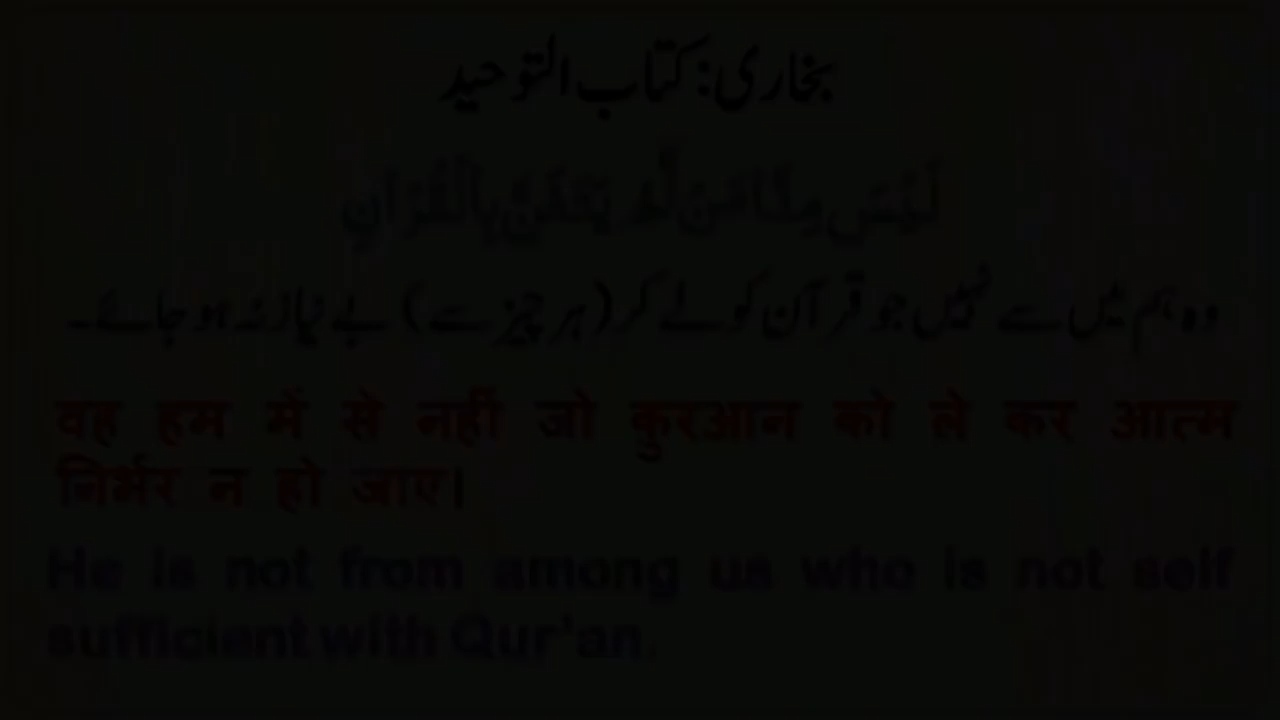 بخاری: کتاب التوحید
لَيْسَ مِنَّا مَنْ لَّمْ يَتَغَنَّ بِالْقُرْآنِ
وہ ہم میں سے نہیں جو قرآن کو لے کر (ہر چیز سے) بے نیاز نہ ہو جائے۔
वह हम में से नहीं जो कुरआन को ले कर आत्म
निर्भर न हो जाए।
He is not from among us who is not self
sufficient with Qur'an.